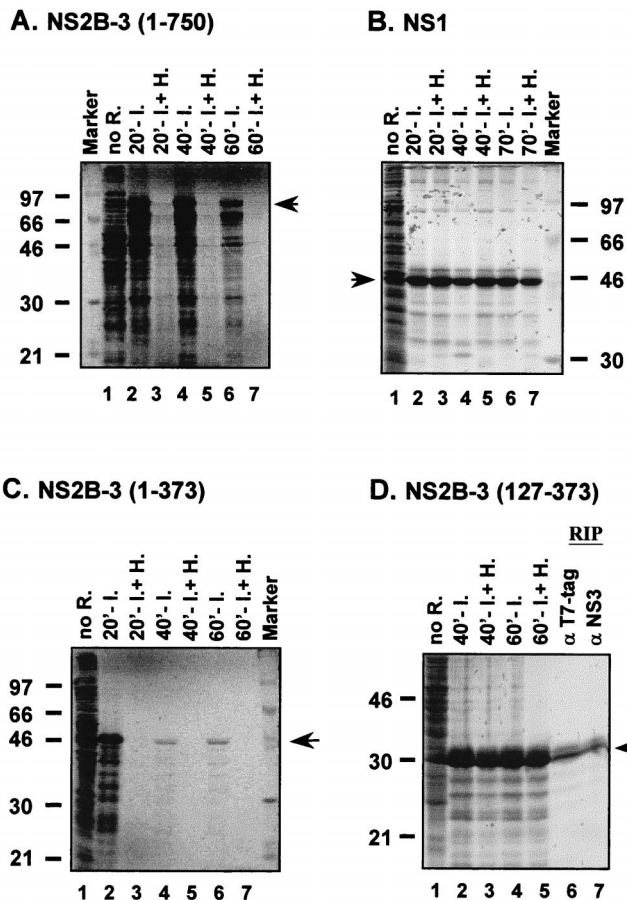 A. NS2B-3 (1-750)
Marker
no R.
20'- I.
20'- I.+ H.
40'- I.
40'- I.+ H.
60'- I.
60'- I.+ H.
97
66
46
30
21
1 2 3 4 5 6 7
B. NS1
no R.
20'- I.
20'- I.+ H.
40'- I.
40'- I.+ H.
70'- I.
70'- I.+ H.
Marker
97
66
46
30
1 2 3 4 5 6 7
C. NS2B-3 (1-373)
no R.
20'- I.
20'- I.+ H.
40'- I.
40'- I.+ H.
60'- I.
60'- I.+ H.
Marker
97
66
46
30
21
1 2 3 4 5 6 7
D. NS2B-3 (127-373)
RIP
no R.
40'- I.
40'- I.+ H.
60'- I.
60'- I.+ H.
α T7-tag
α NS3
46
30
21
1 2 3 4 5 6 7